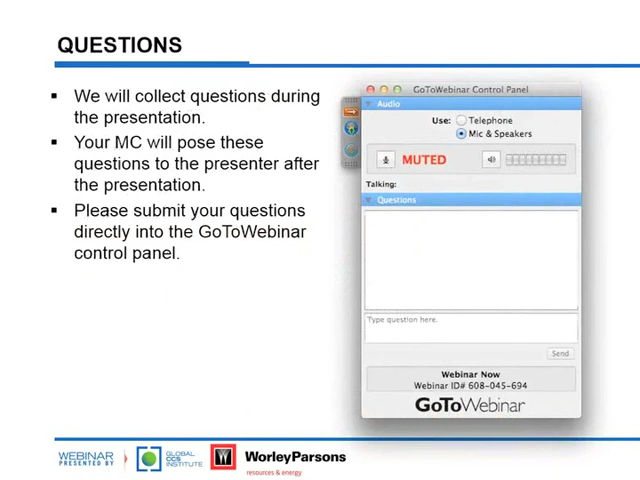 QUESTIONS
▪ We will collect questions during
the presentation.
▪ Your MC will pose these
questions to the presenter after
the presentation.
▪ Please submit your questions
directly into the GoToWebinar
control panel.
GoToWebinar Control Panel
Audio
Use: Telephone
Mic & Speakers
MUTED
Talking:
Questions
Type question here.
Send
Webinar Now
Webinar ID# 608-045-694
GoToWebinar
WEBINAR
PRESENTED BY
GLOBAL
CCS
INSTITUTE
WorleyParsons
resources & energy